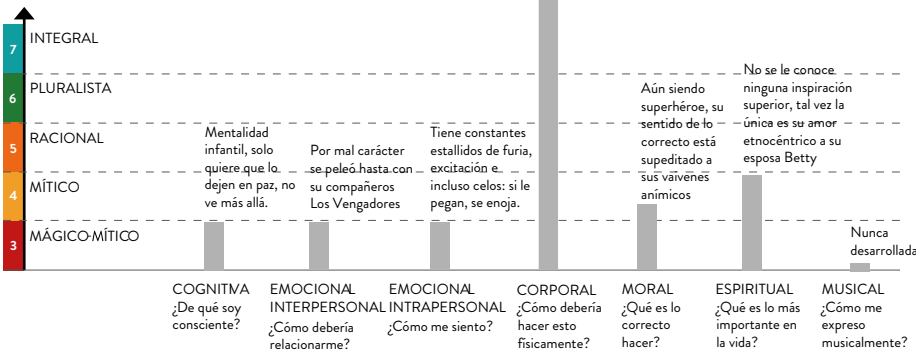 7
INTEGRAL
6
PLURALISTA
5
RACIONAL
4
MÍTICO
3
MÁGICO-MÍTICO
Mentalidad
infantil, solo
quiere que lo
dejen en paz, no
ve más allá.
Por mal carácter
se peleó hasta con
su compañeros
Los Vengadores
Tiene constantes
estallidos de furia,
excitación e
incluso celos: si le
pegan, se enoja.
Aún siendo
superhéroe, su
sentido de lo
correcto está
supeditado a
sus vaivenes
anímicos
No se le conoce
ninguna inspiración
superior, tal vez la
única es su amor
etnocéntrico a su
esposa Betty
Nunca
desarrollada
COGNITIVA
¿De qué soy
consciente?
EMOCIONAL
INTERPERSONAL
¿Cómo debería
relacionarme?
EMOCIONAL
INTRAPERSONAL
¿Cómo me siento?
CORPORAL
¿Cómo debería
hacer esto
físicamente?
MORAL
¿Qué es lo
correcto
hacer?
ESPIRITUAL
¿Qué es lo más
importante en
la vida?
MUSICAL
¿Cómo me
expreso
musicalmente?